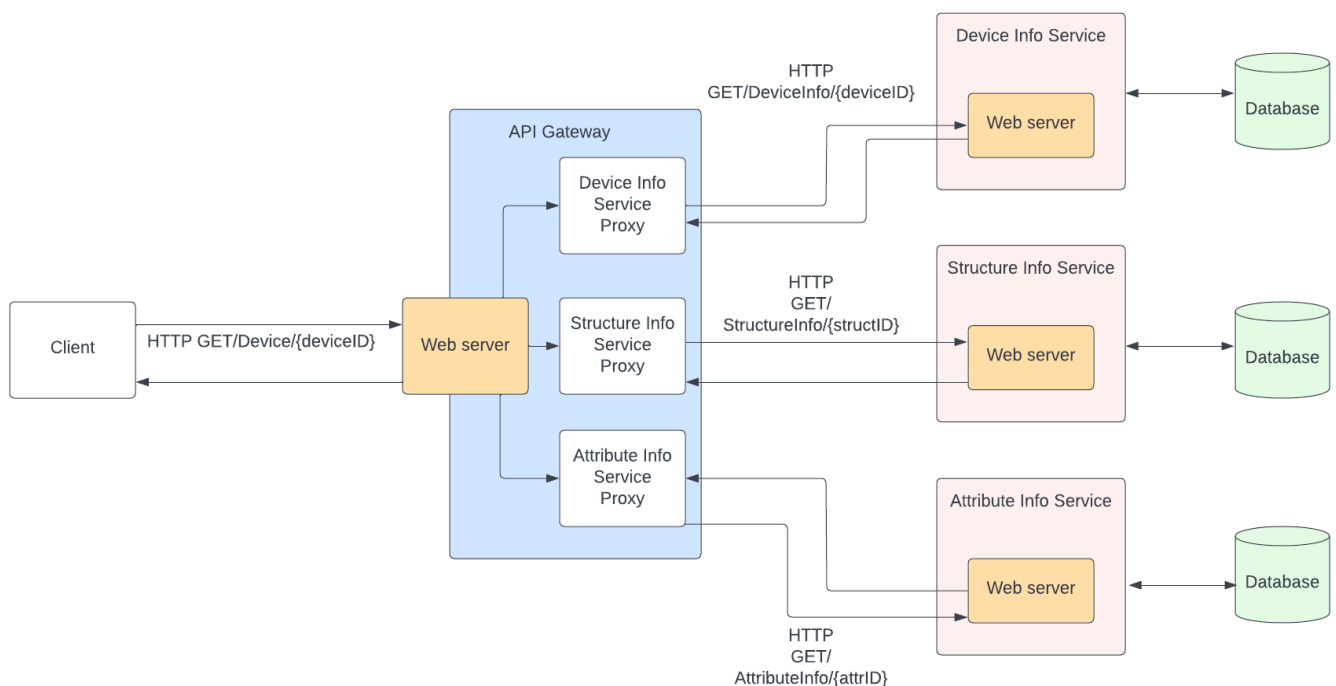 Device Info Service
HTTP
GET/DeviceInfo/{deviceID}
Database
Web server
API Gateway
Device Info
Service
Proxy
Structure Info Service
HTTP
GET/
StructureInfo/{structID}
Client
HTTP GET/Device/{deviceID}
Web server
Structure Info
Service
Proxy
Web server
Database
Attribute Info
Service
Proxy
Attribute Info Service
Web server
Database
HTTP
GET/
AttributeInfo/{attrID}